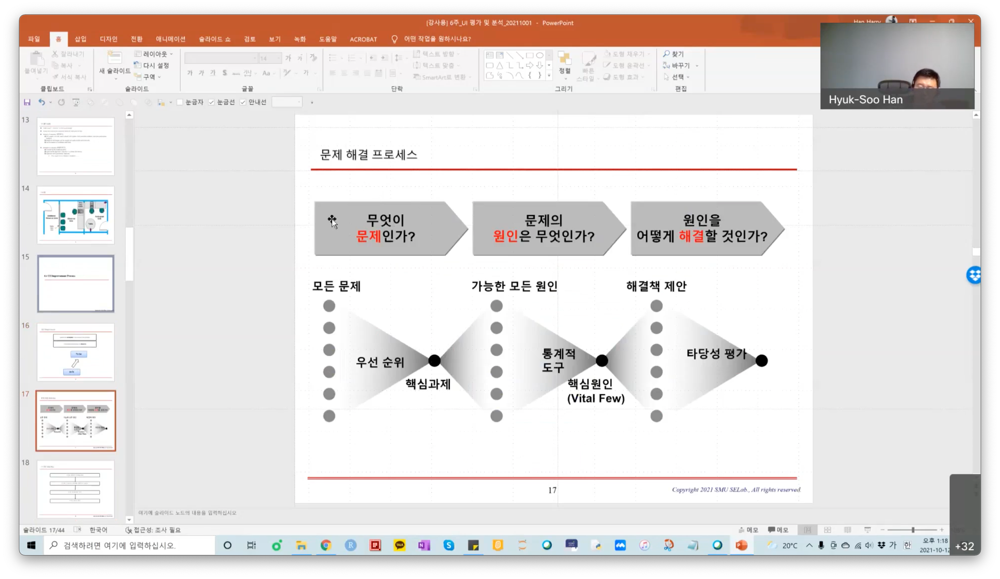 [강사용] 6주_UI 평가 및 분석_20211001 - PowerPoint
Han Harry
파일 홈 삽입 디자인 전환 애니메이션 슬라이드 쇼 검토 보기 녹화 도움말 ACROBAT 어떤 작업을 원하시나요?
붙여넣기
잘라내기
복사
서식 복사
클립보드
새 슬라이드
레이아웃
다시 설정
구역
슬라이드
14
가 가 가 S Aa 가
글꼴
텍스트 방향
텍스트 맞춤
SmartArt로 변환
단락
정렬
빠른
스타일
도형 채우기
도형 윤곽선
도형 효과
그리기
찾기
바꾸기
선택
편집
Hyuk-Soo Han
눈금자 눈금선 안내선
13
14
15
6.4 UI Improvement Process
16
To be
As is
17
18
문제 해결 프로세스
무엇이
문제인가?
문제의
원인은 무엇인가?
원인을
어떻게 해결할 것인가?
모든 문제
가능한 모든 원인
해결책 제안
우선 순위
핵심과제
통계적
도구
핵심원인
(Vital Few)
타당성 평가
17
Copyright 2021 SMU SELab., All rights reserved.
여기에 슬라이드 노트의 내용을 입력하십시오
슬라이드 17/44 한국어 접근성: 조사 필요
메모 메모
검색하려면 여기에 입력하십시오.
TALK
20°C
가 한
오후 1:18
2021-10-12
+32